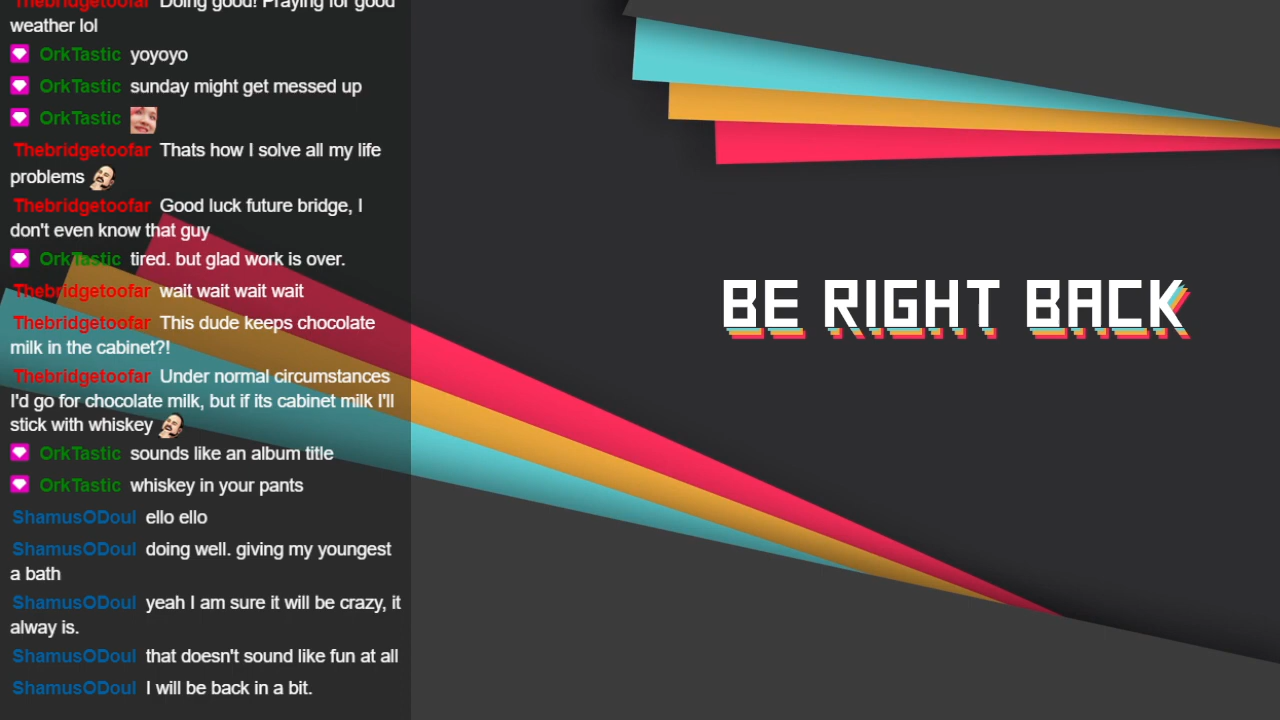 Thebridgetoofar Doing good! Praying for good
weather lol
OrkTastic yoyoyo
OrkTastic sunday might get messed up
OrkTastic
Thebridgetoofar Thats how I solve all my life
problems
Thebridgetoofar Good luck future bridge, I
don't even know that guy
OrkTastic tired. but glad work is over.
Thebridgetoofar wait wait wait wait
Thebridgetoofar This dude keeps chocolate
milk in the cabinet?!
Thebridgetoofar Under normal circumstances
I'd go for chocolate milk, but if its cabinet milk I'll
stick with whiskey
OrkTastic sounds like an album title
OrkTastic whiskey in your pants
ShamusODoul ello ello
ShamusODoul doing well. giving my youngest
a bath
ShamusODoul yeah I am sure it will be crazy, it
alway is.
ShamusODoul that doesn't sound like fun at all
ShamusODoul I will be back in a bit.
BE RIGHT BACK